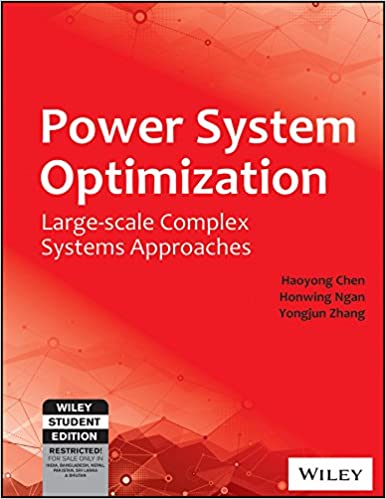 Power System
Optimization
Large-scale Complex
Systems Approaches
Haoyong Chen
Honwing Ngan
Yongjun Zhang
WILEY
STUDENT
EDITION
RESTRICTED!
FOR SALE ONLY IN
INDIA, BANGLADESH, NEPAL,
PAKISTAN, SRI LANKA
& BHUTAN
WILEY